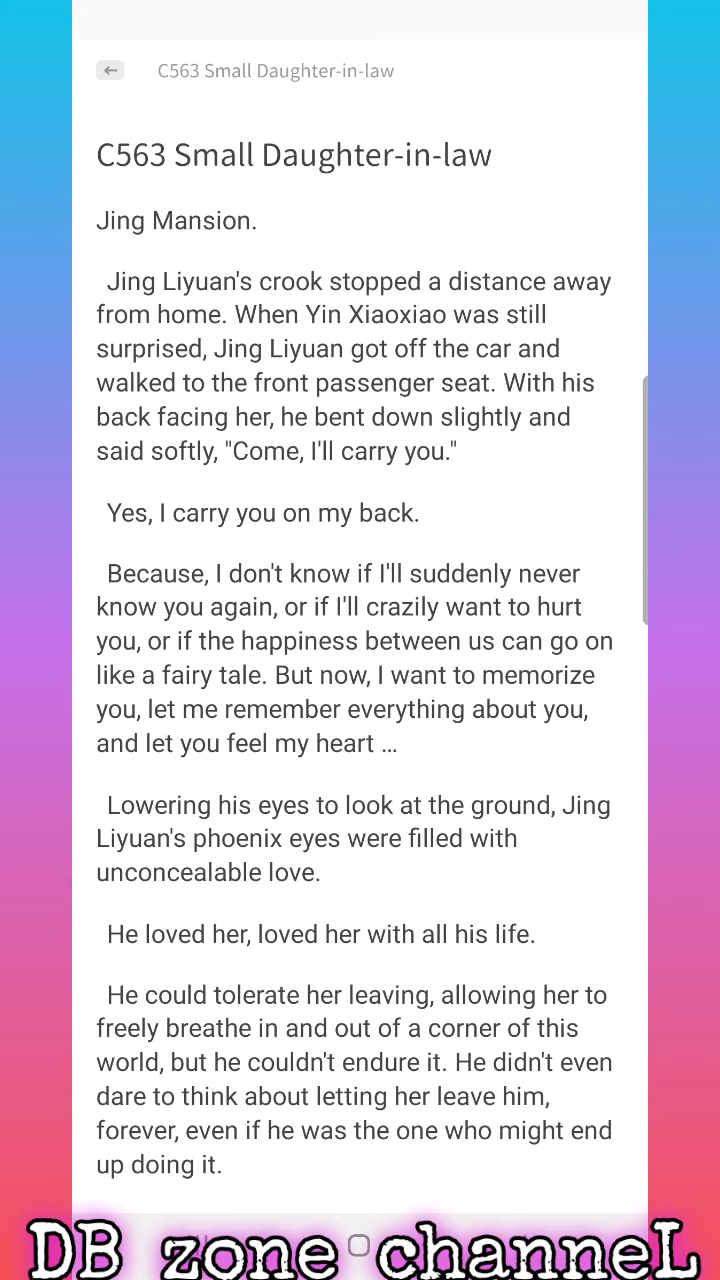 C563 Small Daughter-in-law
C563 Small Daughter-in-law
Jing Mansion.
Jing Liyuan's crook stopped a distance away
from home. When Yin Xiaoxiao was still
surprised, Jing Liyuan got off the car and
walked to the front passenger seat. With his
back facing her, he bent down slightly and
said softly, "Come, I'll carry you."
Yes, I carry you on my back.
Because, I don't know if I'll suddenly never
know you again, or if I'll crazily want to hurt
you, or if the happiness between us can go on
like a fairy tale. But now, I want to memorize
you, let me remember everything about you,
and let you feel my heart ...
Lowering his eyes to look at the ground, Jing
Liyuan's phoenix eyes were filled with
unconcealable love.
He loved her, loved her with all his life.
He could tolerate her leaving, allowing her to
freely breathe in and out of a corner of this
world, but he couldn't endure it. He didn't even
dare to think about letting her leave him,
forever, even if he was the one who might end
up doing it.
DB zone channeL